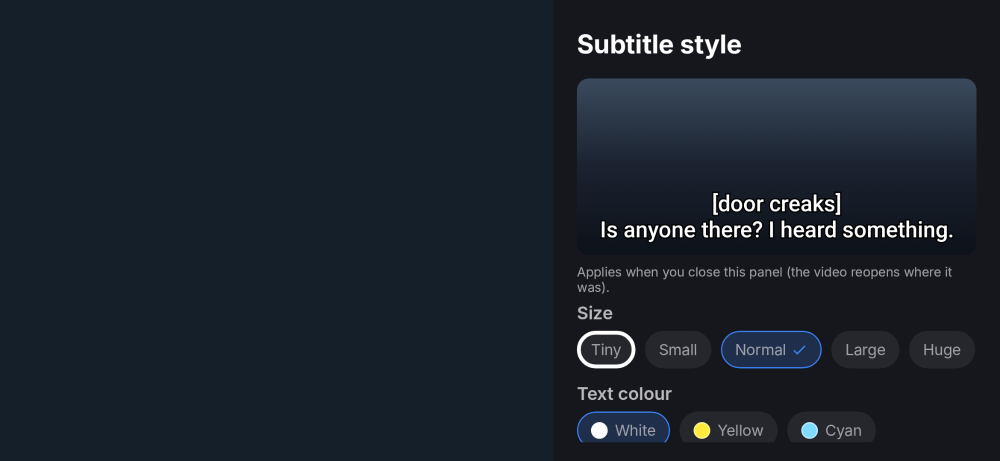 Subtitle style
[door creaks]
Is anyone there? I heard something.
Applies when you close this panel (the video reopens where it
was).
Size
Tiny Small Normal Large Huge
Text colour
White Yellow Cyan